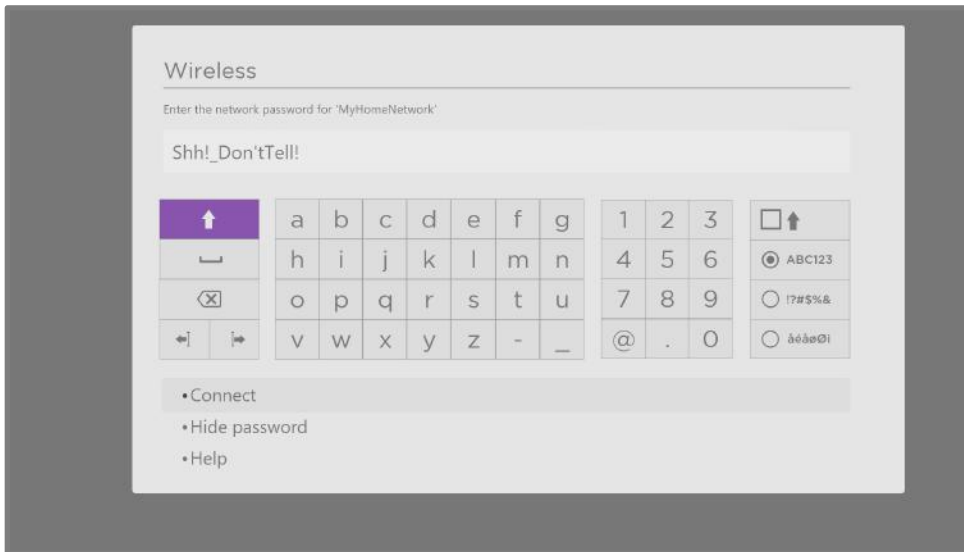 Wireless
Enter the network password for 'MyHomeNetwork'
Shh!_Don'tTell!
a b c d e f g 1 2 3
h i j k l m n 4 5 6 ABC123
o p q r s t u 7 8 9 !?#$%&
v w x y z - _ @ . 0
•Connect
•Hide password
•Help